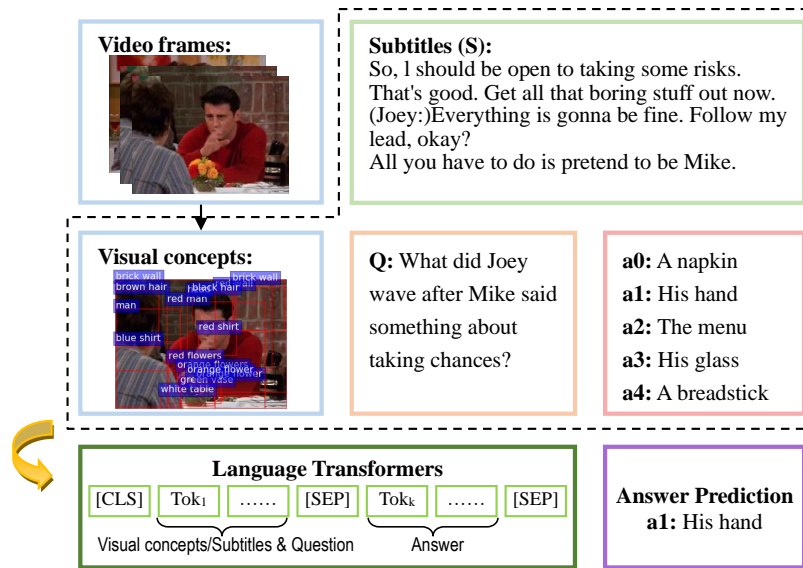 Video frames:
Subtitles (S):
So, l should be open to taking some risks.
That's good. Get all that boring stuff out now.
(Joey:)Everything is gonna be fine. Follow my
lead, okay?
All you have to do is pretend to be Mike.
Visual concepts:
brick wall
brick wall
brown hair
black hair
red man
man
red shirt
blue shirt
red flowers
orange flowers
orange flower
orange flower
green vase
white table
Q: What did Joey
wave after Mike said
something about
taking chances?
a0: A napkin
a1: His hand
a2: The menu
a3: His glass
a4: A breadstick
Language Transformers
[CLS] Tok1 ...... [SEP] Tokk ...... [SEP]
Visual concepts/Subtitles & Question Answer
Answer Prediction
a1: His hand